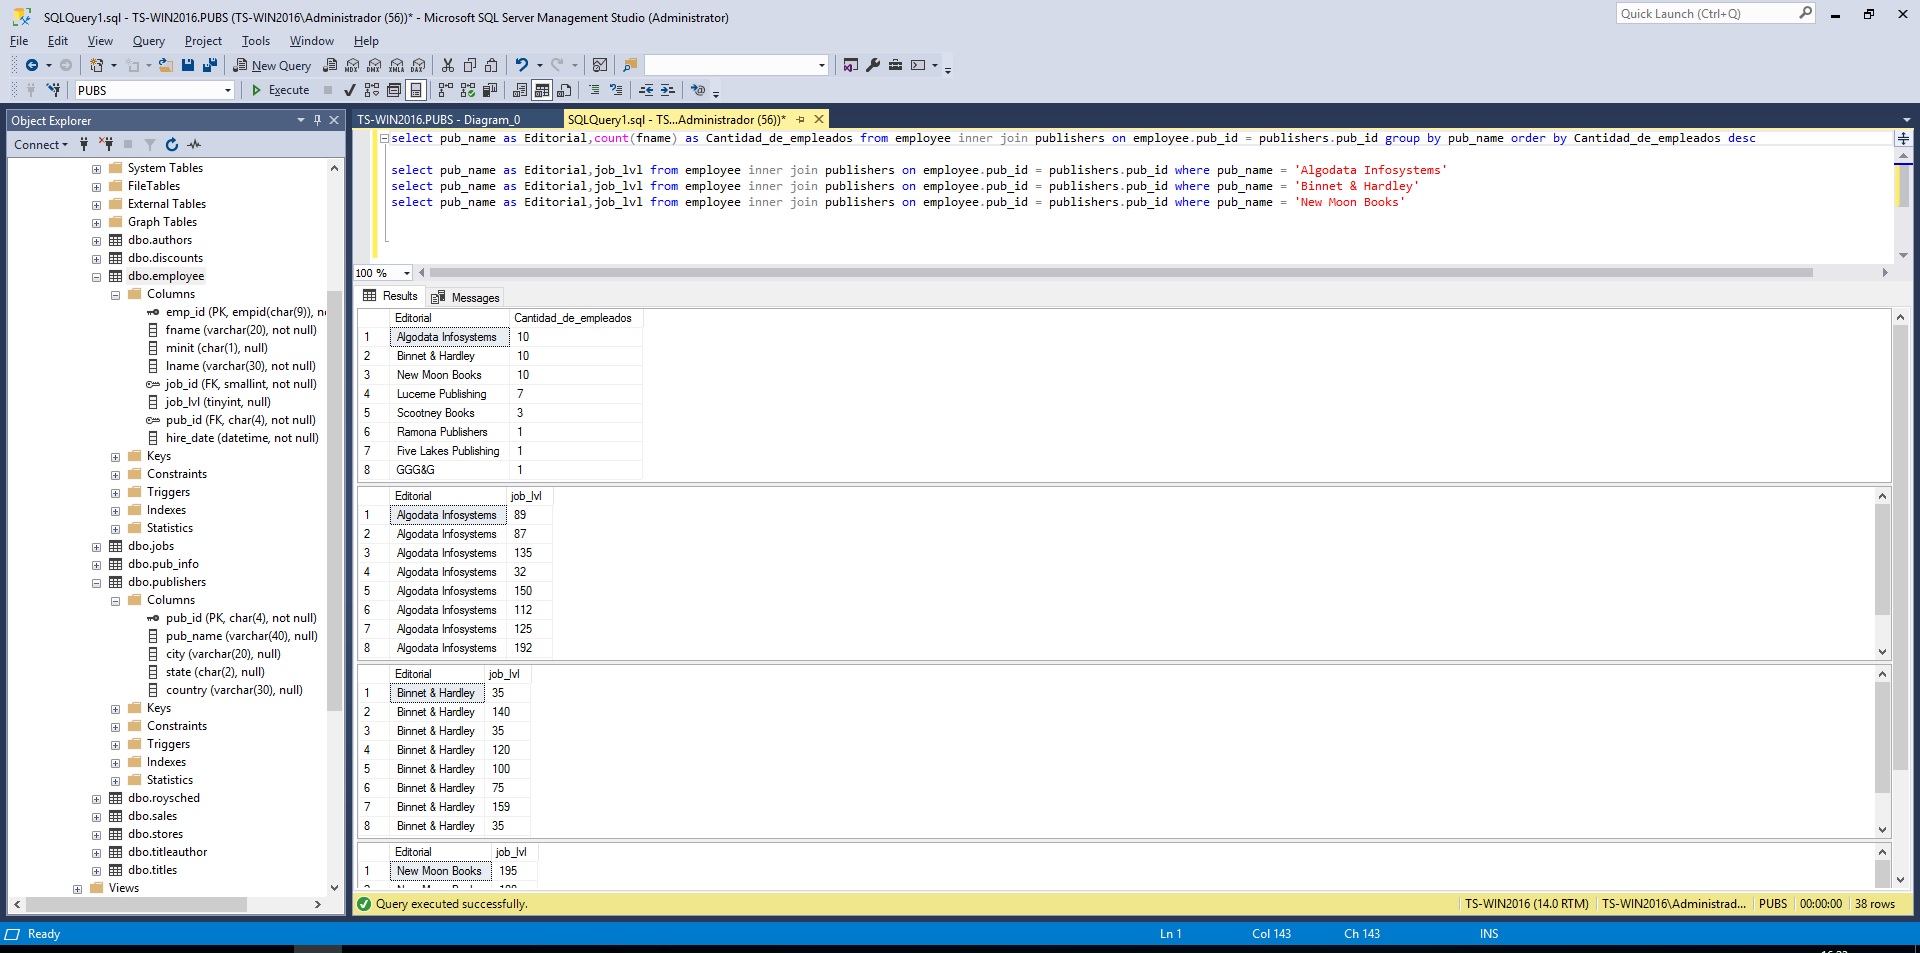 SQLQuery1.sql - TS-WIN2016.PUBS (TS-WIN2016\Administrador (56))* - Microsoft SQL Server Management Studio (Administrator)
Quick Launch (Ctrl+Q)
File Edit View Query Project Tools Window Help
New Query MDX DMX XMLA DAX
PUBS Execute
Object Explorer
Connect
System Tables
FileTables
External Tables
Graph Tables
dbo.authors
dbo.discounts
dbo.employee
Columns
emp_id (PK, empid(char(9)), n
fname (varchar(20), not null)
minit (char(1), null)
lname (varchar(30), not null)
job_id (FK, smallint, not null)
job_lvl (tinyint, null)
pub_id (FK, char(4), not null)
hire_date (datetime, not null)
Keys
Constraints
Triggers
Indexes
Statistics
dbo.jobs
dbo.pub_info
dbo.publishers
Columns
pub_id (PK, char(4), not null)
pub_name (varchar(40), null)
city (varchar(20), null)
state (char(2), null)
country (varchar(30), null)
Keys
Constraints
Triggers
Indexes
Statistics
dbo.roysched
dbo.sales
dbo.stores
dbo.titleauthor
dbo.titles
Views
TS-WIN2016.PUBS - Diagram_0
SQLQuery1.sql - TS...Administrador (56))*
select pub_name as Editorial,count(fname) as Cantidad_de_empleados from employee inner join publishers on employee.pub_id = publishers.pub_id group by pub_name order by Cantidad_de_empleados desc
select pub_name as Editorial,job_lvl from employee inner join publishers on employee.pub_id = publishers.pub_id where pub_name = 'Algodata Infosystems'
select pub_name as Editorial,job_lvl from employee inner join publishers on employee.pub_id = publishers.pub_id where pub_name = 'Binnet & Hardley'
select pub_name as Editorial,job_lvl from employee inner join publishers on employee.pub_id = publishers.pub_id where pub_name = 'New Moon Books'
100 %
Results Messages
Editorial Cantidad_de_empleados
1 Algodata Infosystems 10
2 Binnet & Hardley 10
3 New Moon Books 10
4 Lucerne Publishing 7
5 Scootney Books 3
6 Ramona Publishers 1
7 Five Lakes Publishing 1
8 GGG&G 1
Editorial job_lvl
1 Algodata Infosystems 89
2 Algodata Infosystems 87
3 Algodata Infosystems 135
4 Algodata Infosystems 32
5 Algodata Infosystems 150
6 Algodata Infosystems 112
7 Algodata Infosystems 125
8 Algodata Infosystems 192
Editorial job_lvl
1 Binnet & Hardley 35
2 Binnet & Hardley 140
3 Binnet & Hardley 35
4 Binnet & Hardley 120
5 Binnet & Hardley 100
6 Binnet & Hardley 75
7 Binnet & Hardley 159
8 Binnet & Hardley 35
Editorial job_lvl
1 New Moon Books 195
Query executed successfully.
TS-WIN2016 (14.0 RTM) TS-WIN2016\Administrad... PUBS 00:00:00 38 rows
Ready Ln 1 Col 143 Ch 143 INS